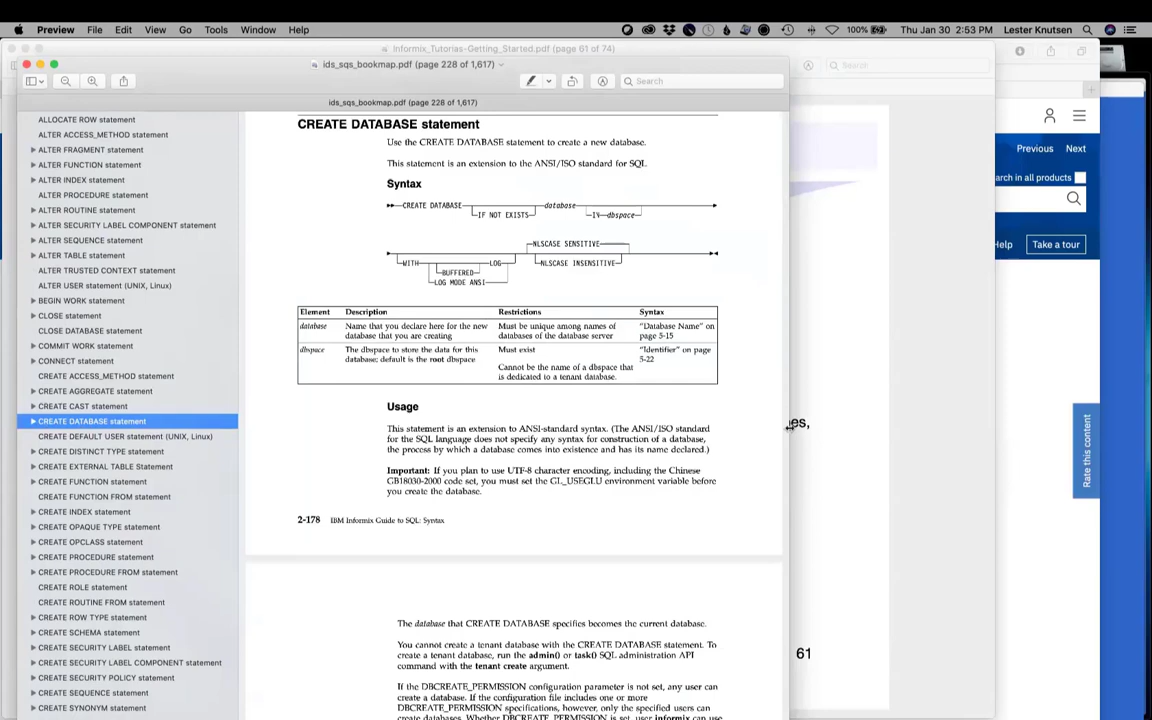 Preview File Edit View Go Tools Window Help 100% Thu Jan 30 2:53 PM Lester Knutsen
Informix_Tutorias-Getting_Started.pdf (page 61 of 74)
ids_sqs_bookmap.pdf (page 228 of 1,617)
Search
Search
ids_sqs_bookmap.pdf (page 228 of 1,617)
ALLOCATE ROW statement
ALTER ACCESS_METHOD statement
ALTER FRAGMENT statement
ALTER FUNCTION statement
ALTER INDEX statement
ALTER PROCEDURE statement
ALTER ROUTINE statement
ALTER SECURITY LABEL COMPONENT statement
ALTER SEQUENCE statement
ALTER TABLE statement
ALTER TRUSTED CONTEXT statement
ALTER USER statement (UNIX, Linux)
BEGIN WORK statement
CLOSE statement
CLOSE DATABASE statement
COMMIT WORK statement
CONNECT statement
CREATE ACCESS_METHOD statement
CREATE AGGREGATE statement
CREATE CAST statement
CREATE DATABASE statement
CREATE DEFAULT USER statement (UNIX, Linux)
CREATE DISTINCT TYPE statement
CREATE EXTERNAL TABLE Statement
CREATE FUNCTION statement
CREATE FUNCTION FROM statement
CREATE INDEX statement
CREATE OPAQUE TYPE statement
CREATE OPCLASS statement
CREATE PROCEDURE statement
CREATE PROCEDURE FROM statement
CREATE ROLE statement
CREATE ROUTINE FROM statement
CREATE ROW TYPE statement
CREATE SCHEMA statement
CREATE SECURITY LABEL statement
CREATE SECURITY LABEL COMPONENT statement
CREATE SECURITY POLICY statement
CREATE SEQUENCE statement
CREATE SYNONYM statement
CREATE DATABASE statement
Use the CREATE DATABASE statement to create a new database.
This statement is an extension to the ANSI/ISO standard for SQL.
Syntax
CREATE DATABASE database
IF NOT EXISTS IN dbspace
NLSCASE SENSITIVE
WITH LOG NLSCASE INSENSITIVE
BUFFERED
LOG MODE ANSI
Element Description Restrictions Syntax
database Name that you declare here for the new Must be unique among names of "Database Name" on
database that you are creating databases of the database server page 5-15
dbspace The dbspace to store the data for this Must exist "Identifier" on page
database; default is the root dbspace 5-22
Cannot be the name of a dbspace that
is dedicated to a tenant database.
Usage
This statement is an extension to ANSI-standard syntax. (The ANSI/ISO standard
for the SQL language does not specify any syntax for construction of a database,
the process by which a database comes into existence and has its name declared.)
Important: If you plan to use UTF-8 character encoding, including the Chinese
GB18030-2000 code set, you must set the GL_USEGLU environment variable before
you create the database.
2-178 IBM Informix Guide to SQL: Syntax
The database that CREATE DATABASE specifies becomes the current database.
You cannot create a tenant database with the CREATE DATABASE statement. To
create a tenant database, run the admin() or task() SQL administration API
command with the tenant create argument.
If the DBCREATE_PERMISSION configuration parameter is not set, any user can
create a database. If the configuration file includes one or more
DBCREATE_PERMISSION specifications, however, only the specified users can
create databases. Whether DBCREATE_PERMISSION is set, user informix can use
es,
61
Previous Next
arch in all products
Help Take a tour
Rate this content